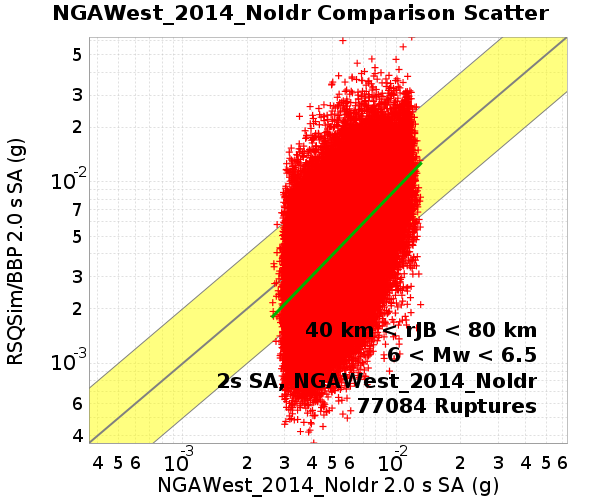 NGAWest_2014_NoIdr Comparison Scatter
RSQSim/BBP 2.0 s SA (g)
5
3
2
10-2
7
5
3
2
10-3
6
4
40 km < rJB < 80 km
6 < Mw < 6.5
2s SA, NGAWest_2014_NoIdr
77084 Ruptures
4 5 6 10-3 2 3 4 5 6 10-2 2 3 4 5 6
NGAWest_2014_NoIdr 2.0 s SA (g)